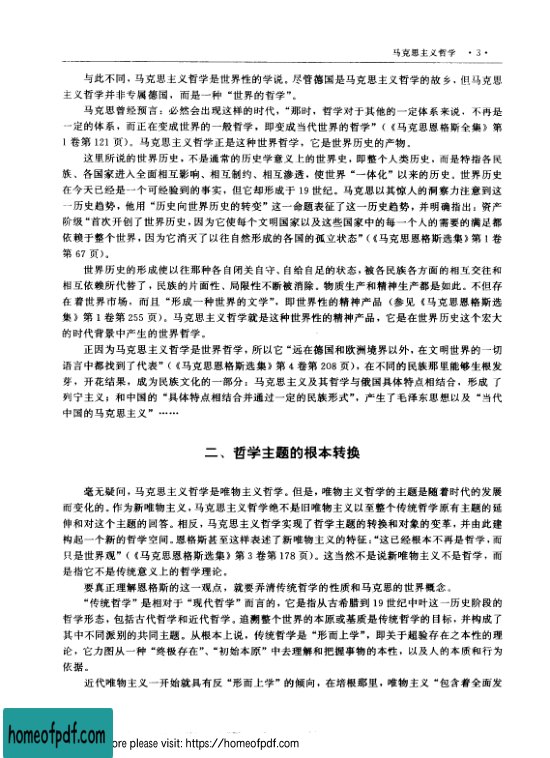 马克思主义哲学 ·3·
与此不同，马克思主义哲学是世界性的学说。尽管德国是马克思主义哲学的故乡，但马克思
主义哲学并非专属德国，而是一种“世界的哲学”。
马克思曾经预言：必然会出现这样的时代，“那时，哲学对于其他的一定体系来说，不再是
一定的体系，而正在变成世界的一般哲学，即变成当代世界的哲学”（《马克思恩格斯全集》第
1卷第121页）。马克思主义哲学正是这种世界哲学，它是世界历史的产物。
这里所说的世界历史，不是通常的历史学意义上的世界史，即整个人类历史，而是特指各民
族、各国家进入全面相互影响、相互制约、相互渗透，使世界“一体化”以来的历史。世界历史
在今天已经是一个可经验到的事实，但它却形成于19世纪。马克思以其惊人的洞察力注意到这
一历史趋势，他用“历史向世界历史的转变”这一命题表征了这一历史趋势，并明确指出：资产
阶级“首次开创了世界历史，因为它使每个文明国家以及这些国家中的每一个人的需要的满足都
依赖于整个世界，因为它消灭了以往自然形成的各国的孤立状态”（《马克思恩格斯选集》第1卷
第67页）。
世界历史的形成使以往那种各自闭关自守、自给自足的状态，被各民族各方面的相互交往和
相互依赖所代替了，民族的片面性、局限性不断被消除。物质生产和精神生产都是如此。不但存
在着世界市场，而且“形成一种世界的文学”，即世界性的精神产品（参见《马克思恩格斯选
集》第1卷第255页）。马克思主义哲学就是这种世界性的精神产品，它是在世界历史这个宏大
的时代背景中产生的世界哲学。
正因为马克思主义哲学是世界哲学，所以它“远在德国和欧洲境界以外，在文明世界的一切
语言中都找到了代表”（《马克思恩格斯选集》第4卷第208页），在不同的民族那里能够生根发
芽，开花结果，成为民族文化的一部分；马克思主义及其哲学与俄国具体特点相结合，形成了
列宁主义；和中国的“具体特点相结合并通过一定的民族形式”，产生了毛泽东思想以及“当代
中国的马克思主义”……
二、哲学主题的根本转换
毫无疑问，马克思主义哲学是唯物主义哲学。但是，唯物主义哲学的主题是随着时代的发展
而变化的。作为新唯物主义，马克思主义哲学绝不是旧唯物主义以至整个传统哲学原有主题的延
伸和对这个主题的回答。相反，马克思主义哲学实现了哲学主题的转换和对象的变革，并由此建
构起一个新的哲学空间。恩格斯甚至这样表述了新唯物主义的特征：“这已经根本不再是哲学，而
只是世界观”（《马克思恩格斯选集》第3卷第178页）。这当然不是说新唯物主义不是哲学，而
是指它不是传统意义上的哲学理论。
要真正理解恩格斯的这一观点，就要弄清传统哲学的性质和马克思的世界概念。
“传统哲学”是相对于“现代哲学”而言的，它是指从古希腊到19世纪中叶这一历史阶段的
哲学形态，包括古代哲学和近代哲学。追溯整个世界的本原或基质是传统哲学的目标，并构成了
其中不同派别的共同主题。从根本上说，传统哲学是“形而上学”，即关于超验存在之本性的理
论，它力图从一种“终极存在”、“初始本原”中去理解和把握事物的本性，以及人的本质和行为
依据。
近代唯物主义一开始就具有反“形而上学”的倾向，在培根那里，唯物主义“包含着全面发
homeofpdf.com
ore please visit: https://homeofpdf.com